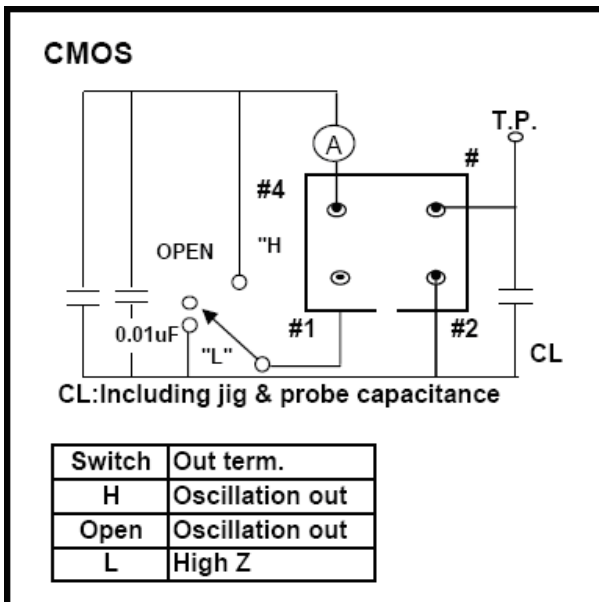 CMOS
T.P.
A
#
#4
OPEN
"H
0.01uF
"L"
#1
#2
CL
CL:Including jig & probe capacitance
Switch Out term.
H Oscillation out
Open Oscillation out
L High Z